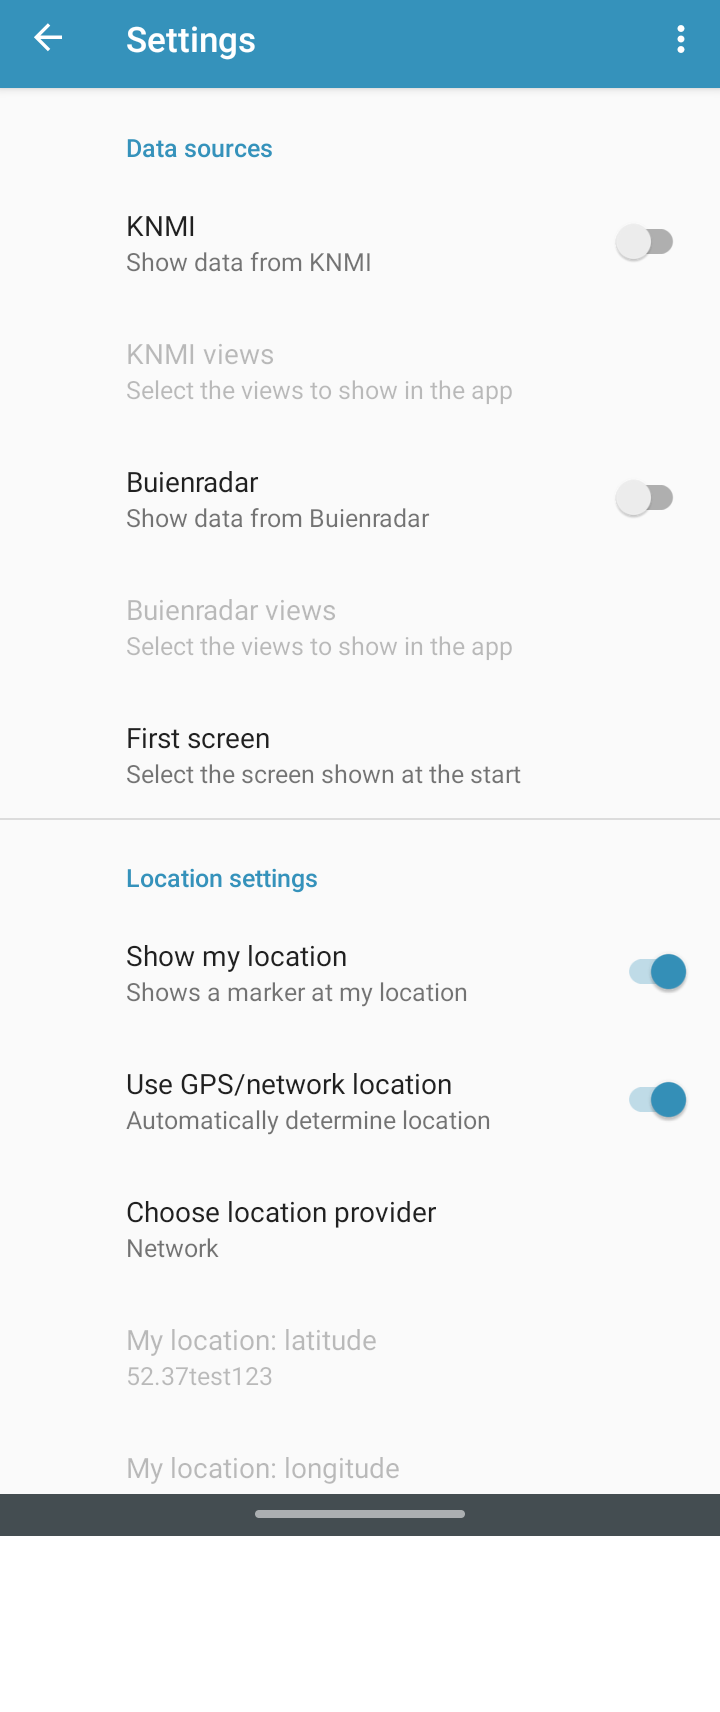 Settings
Data sources
KNMI
Show data from KNMI
KNMI views
Select the views to show in the app
Buienradar
Show data from Buienradar
Buienradar views
Select the views to show in the app
First screen
Select the screen shown at the start
Location settings
Show my location
Shows a marker at my location
Use GPS/network location
Automatically determine location
Choose location provider
Network
My location: latitude
52.37test123
My location: longitude